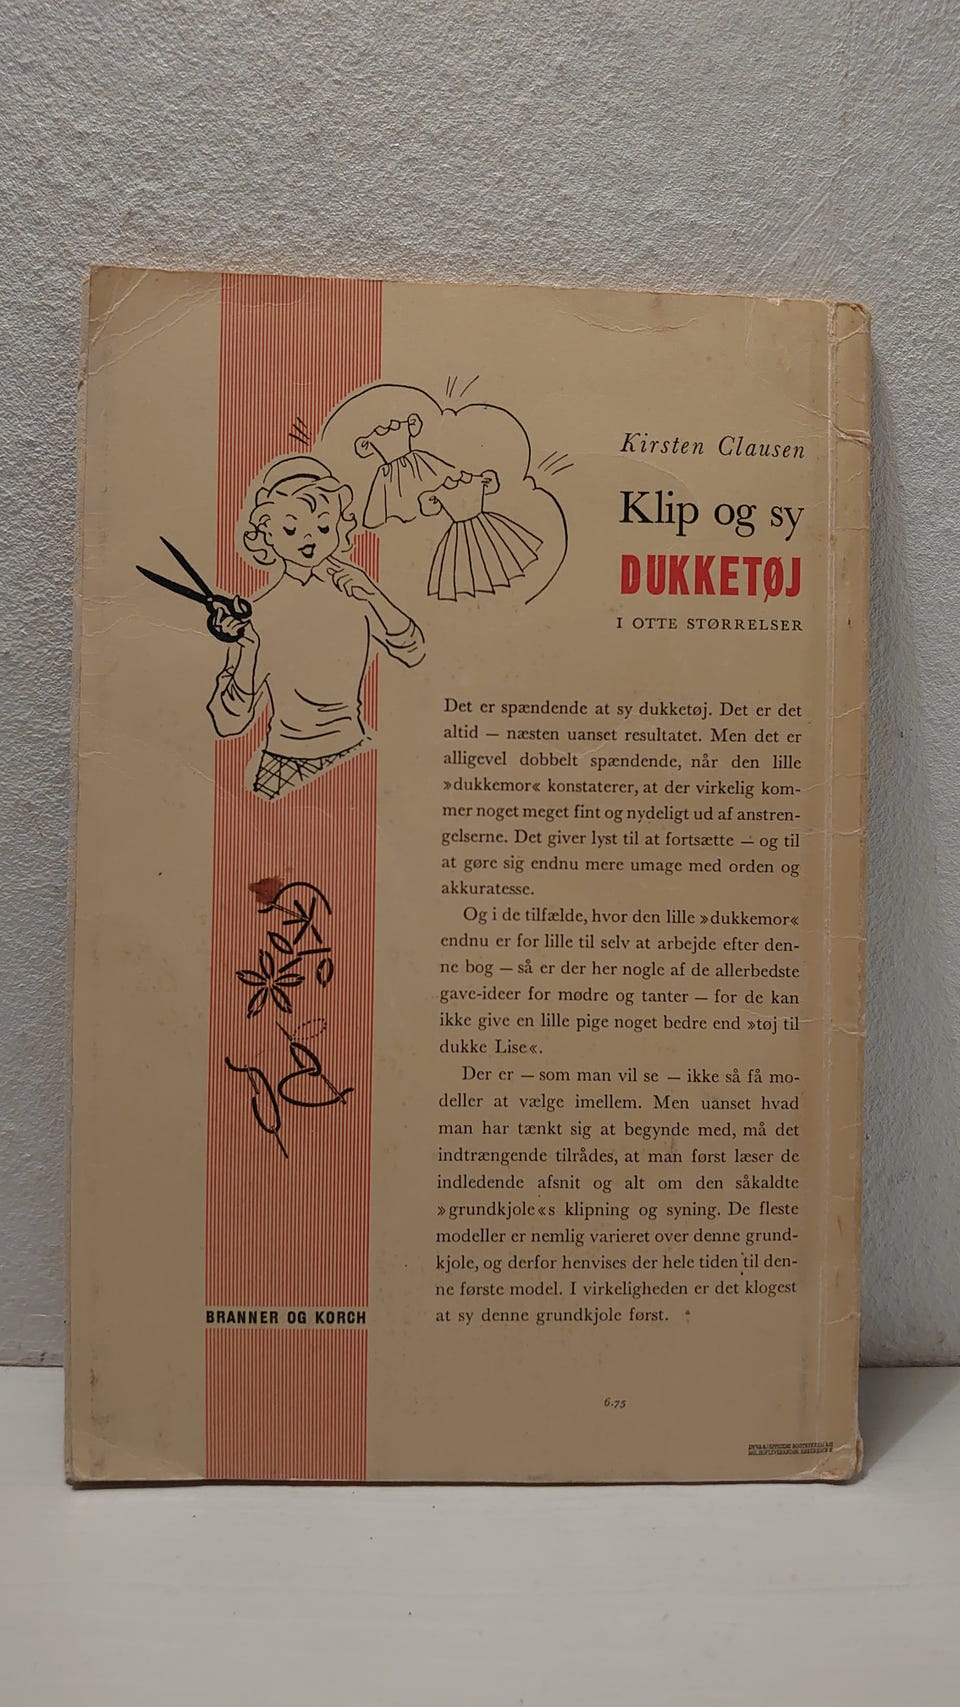 Kirsten Clausen
Klip og sy
DUKKETØJ
I OTTE STØRRELSER
Det er spændende at sy dukketøj. Det er det
altid — næsten uanset resultatet. Men det er
alligevel dobbelt spændende, når den lille
»dukkemor« konstaterer, at der virkelig kom-
mer noget meget fint og nydeligt ud af anstren-
gelserne. Det giver lyst til at fortsætte — og til
at gøre sig endnu mere umage med orden og
akkuratesse.
Og i de tilfælde, hvor den lille »dukkemor«
endnu er for lille til selv at arbejde efter den-
ne bog — så er der her nogle af de allerbedste
gave-ideer for mødre og tanter — for de kan
ikke give en lille pige noget bedre end »tøj til
dukke Lise«.
Der er — som man vil se — ikke så få mo-
deller at vælge imellem. Men uanset hvad
man har tænkt sig at begynde med, må det
indtrængende tilrådes, at man først læser de
indledende afsnit og alt om den såkaldte
»grundkjole«s klipning og syning. De fleste
modeller er nemlig varieret over denne grund-
kjole, og derfor henvises der hele tiden til den-
ne første model. I virkeligheden er det klogest
at sy denne grundkjole først.
BRANNER OG KORCH
6.75